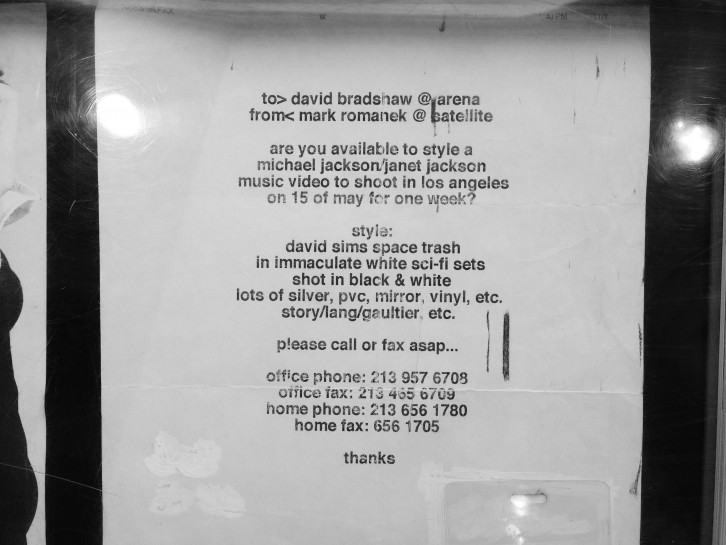 to> david bradshaw @ arena
from< mark romanek @ satellite
are you available to style a
michael jackson/janet jackson
music video to shoot in los angeles
on 15 of may for one week?
style:
david sims space trash
in immaculate white sci-fi sets
shot in black & white
lots of silver, pvc, mirror, vinyl, etc.
story/lang/gaultier, etc.
please call or fax asap...
office phone: 213 957 6708
office fax: 213 465 6709
home phone: 213 656 1780
home fax: 656 1705
thanks